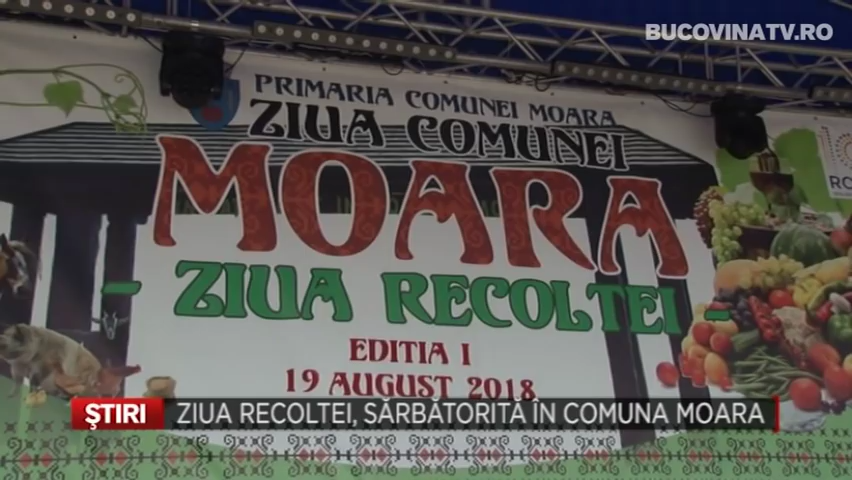 BUCOVINATV.RO
PRIMARIA COMUNEI MOARA
ZIUA COMUNEI
MOARA
- ZIUA RECOLTEI -
EDITIA I
19 AUGUST 2018
ŞTIRI
ZIUA RECOLTEI, SĂRBĂTORITĂ ÎN COMUNA MOARA